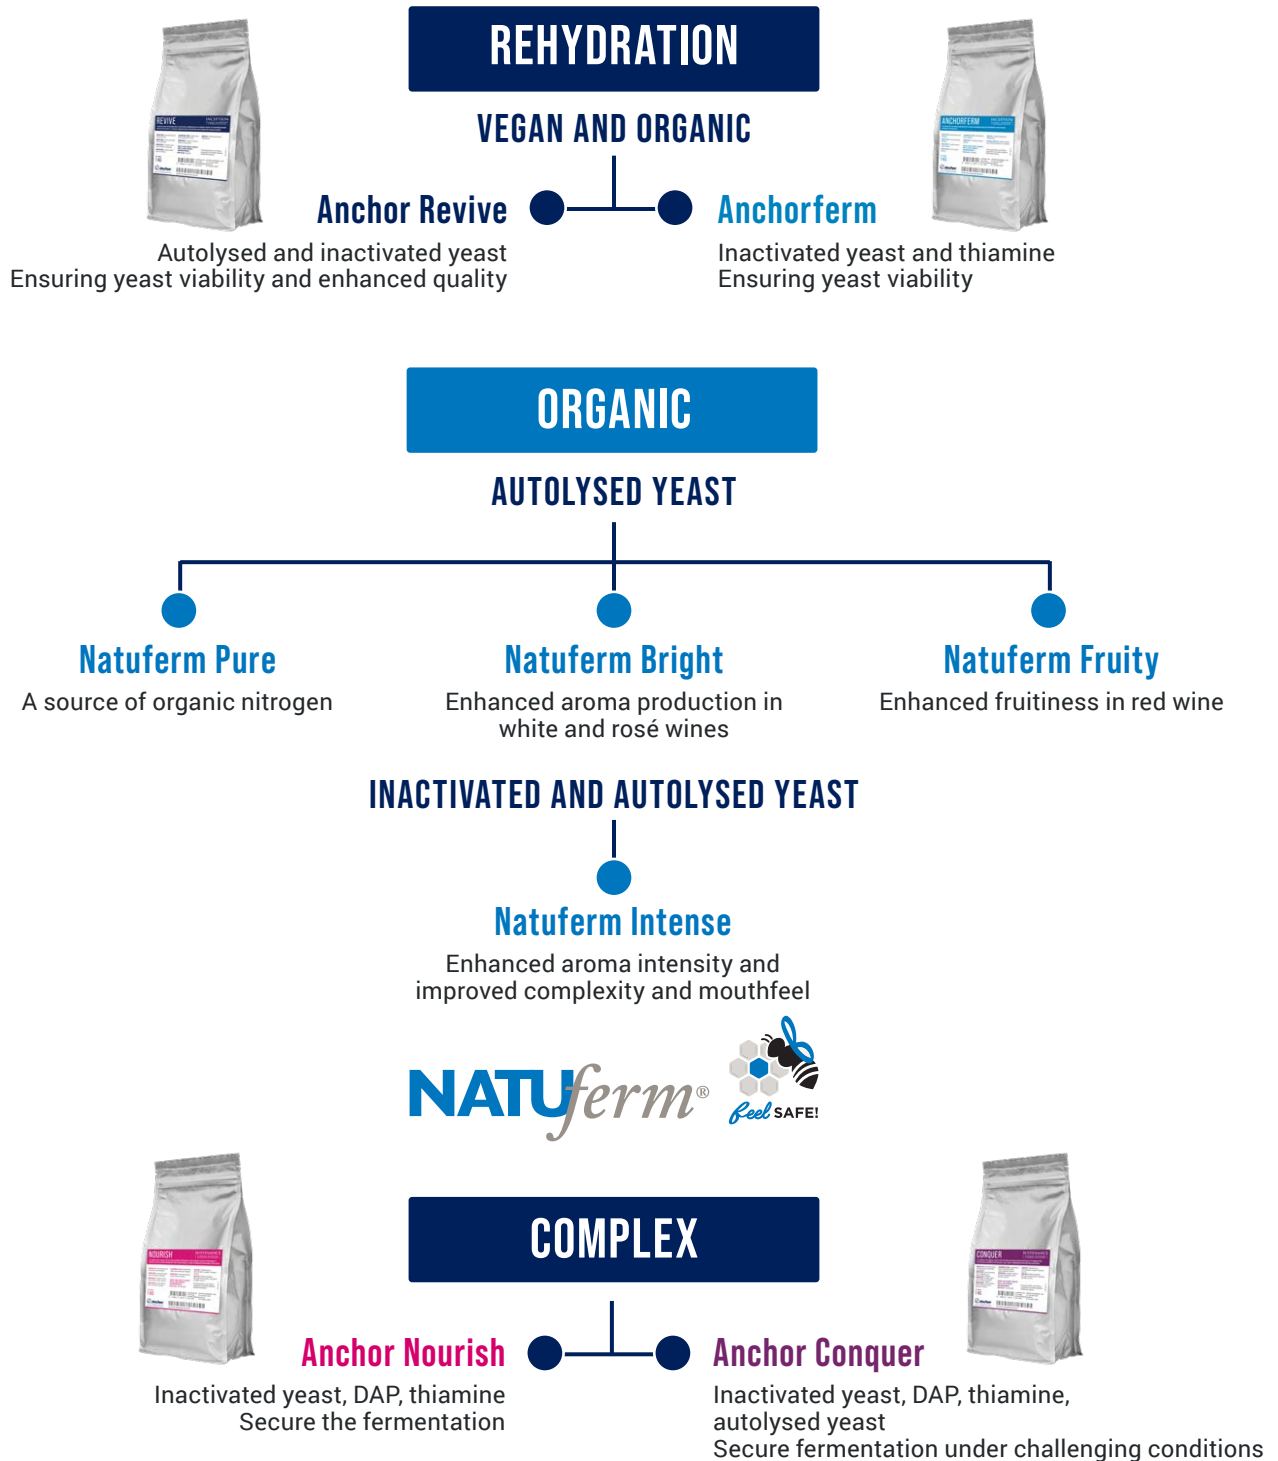 REHYDRATION
VEGAN AND ORGANIC
REVIVE
ANCHORFERM
Anchor Revive
Autolysed and inactivated yeast
Ensuring yeast viability and enhanced quality
Anchorferm
Inactivated yeast and thiamine
Ensuring yeast viability
ORGANIC
AUTOLYSED YEAST
Natuferm Pure
A source of organic nitrogen
Natuferm Bright
Enhanced aroma production in
white and rosé wines
Natuferm Fruity
Enhanced fruitiness in red wine
INACTIVATED AND AUTOLYSED YEAST
Natuferm Intense
Enhanced aroma intensity and
improved complexity and mouthfeel
NATUferm®
feel SAFE!
COMPLEX
NOURISH
CONQUER
Anchor Nourish
Inactivated yeast, DAP, thiamine
Secure the fermentation
Anchor Conquer
Inactivated yeast, DAP, thiamine,
autolysed yeast
Secure fermentation under challenging conditions